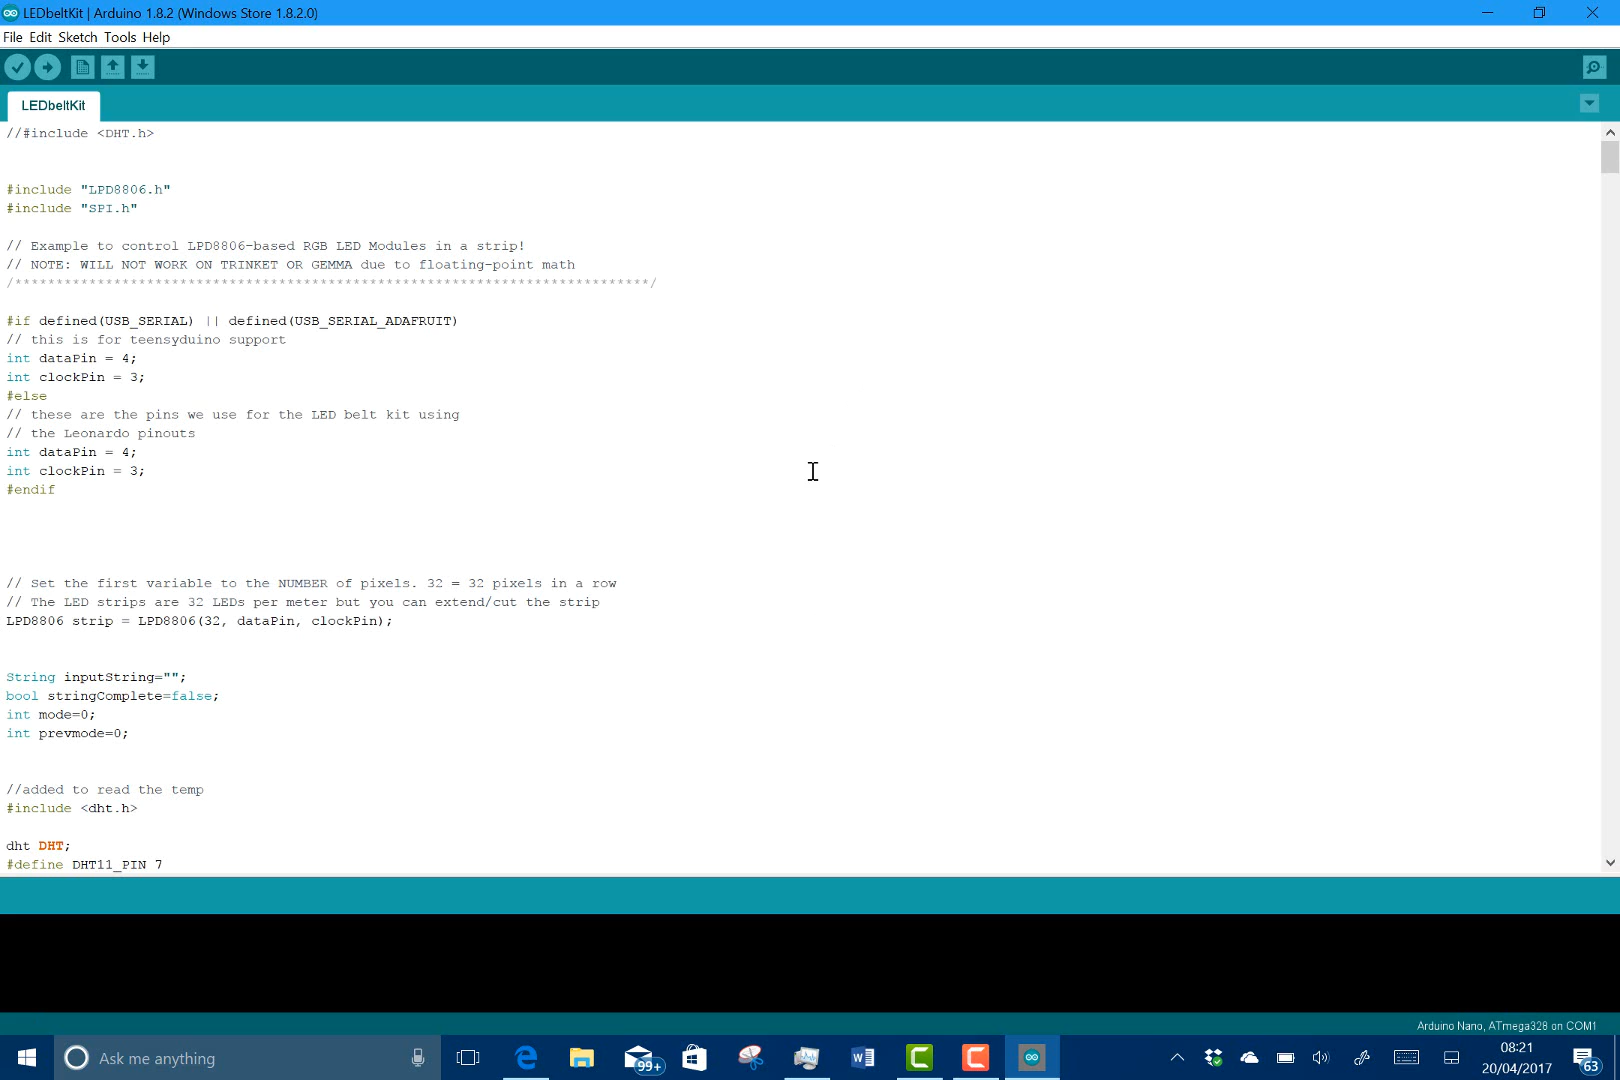 LEDbeltKit | Arduino 1.8.2 (Windows Store 1.8.2.0)
File Edit Sketch Tools Help
LEDbeltKit
//#include <DHT.h>
#include "LPD8806.h"
#include "SPI.h"
// Example to control LPD8806-based RGB LED Modules in a strip!
// NOTE: WILL NOT WORK ON TRINKET OR GEMMA due to floating-point math
/*****************************************************************************/
#if defined(USB_SERIAL) || defined(USB_SERIAL_ADAFRUIT)
// this is for teensyduino support
int dataPin = 4;
int clockPin = 3;
#else
// these are the pins we use for the LED belt kit using
// the Leonardo pinouts
int dataPin = 4;
int clockPin = 3;
#endif
// Set the first variable to the NUMBER of pixels. 32 = 32 pixels in a row
// The LED strips are 32 LEDs per meter but you can extend/cut the strip
LPD8806 strip = LPD8806(32, dataPin, clockPin);
String inputString="";
bool stringComplete=false;
int mode=0;
int prevmode=0;
//added to read the temp
#include <dht.h>
dht DHT;
#define DHT11_PIN 7
Arduino Nano, ATmega328 on COM1
Ask me anything
99+
08:21
20/04/2017
63